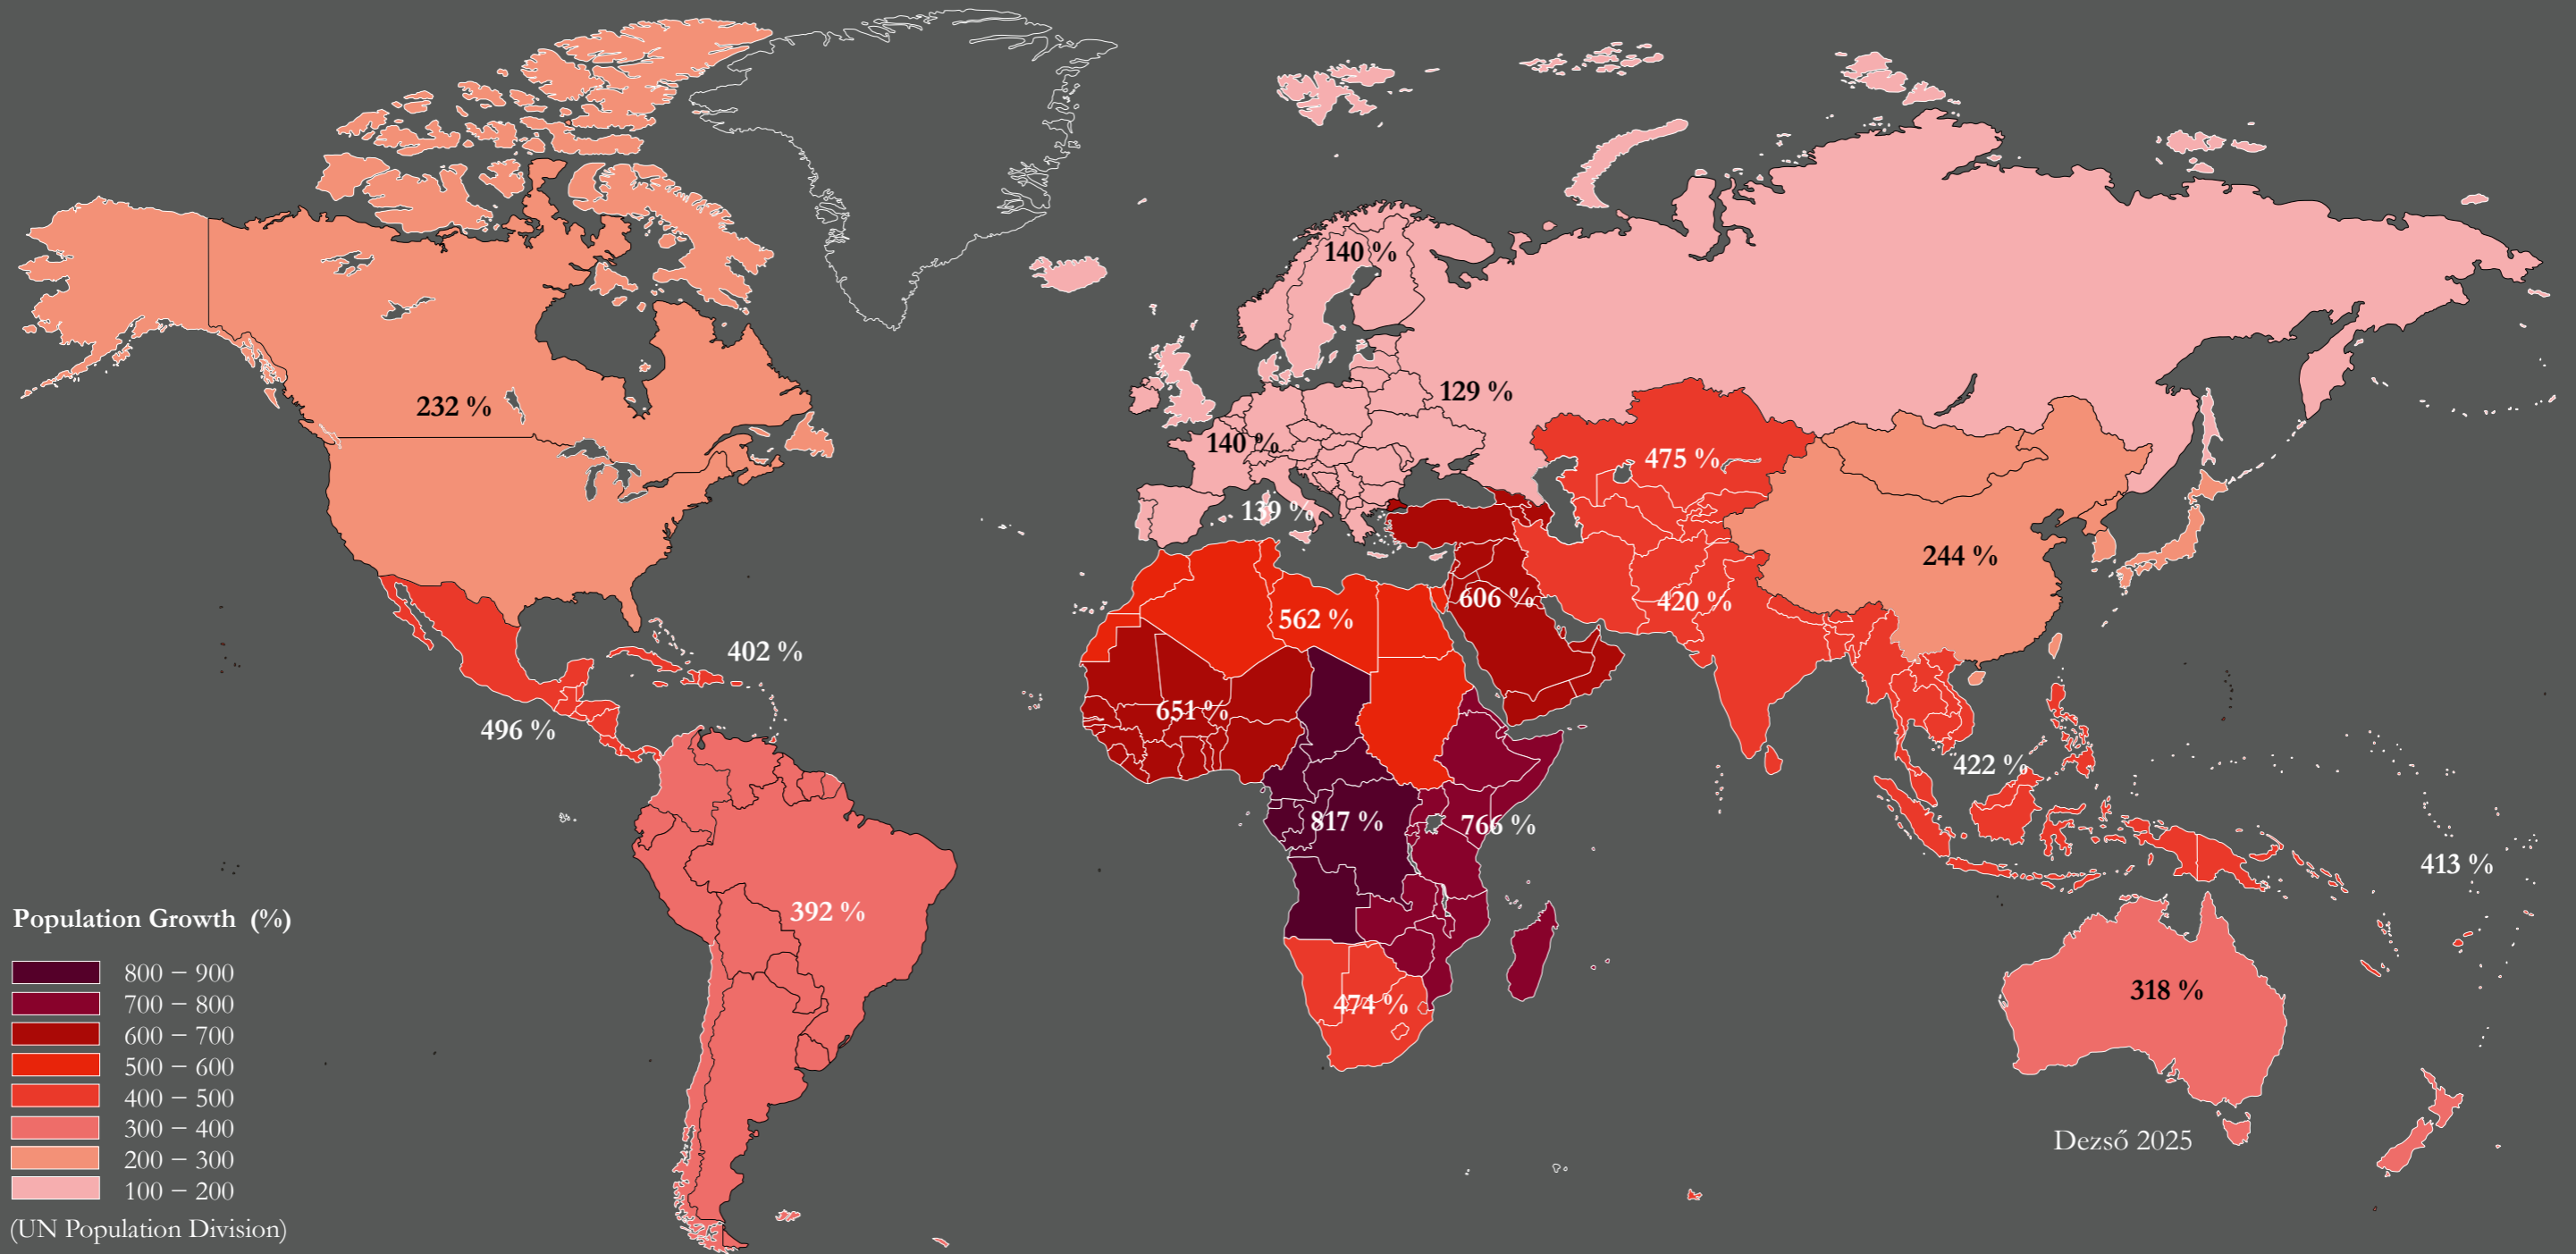 140 %
232 %
129 %
140 %
475 %
139 %
244 %
606 %
420 %
562 %
402 %
651 %
496 %
422 %
817 %
766 %
413 %
392 %
318 %
474 %
Population Growth (%)
800 – 900
700 – 800
600 – 700
500 – 600
400 – 500
300 – 400
200 – 300
100 – 200
(UN Population Division)
Dezső 2025